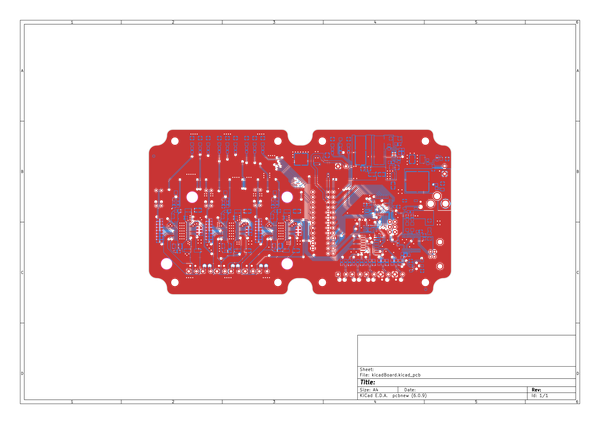 1 2 3 4 5 6
A A
B B
C C
D D
Sheet:
File: kicadBoard.kicad_pcb
Title:
Size: A4 Date: Rev:
KiCad E.D.A. pcbnew (6.0.9) Id: 1/1
1 2 3 4 5 6